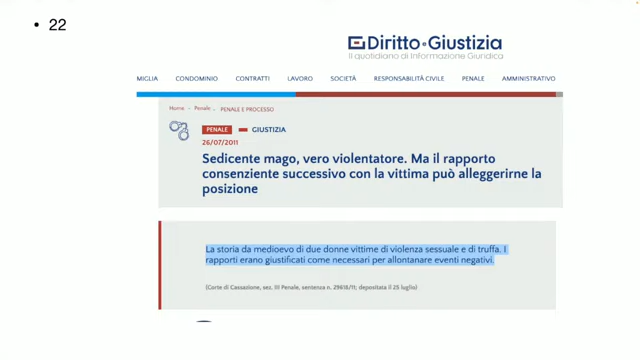 • 22
Diritto e Giustizia
Il quotidiano di Informazione Giuridica
MIGLIA CONDOMINIO CONTRATTI LAVORO SOCIETÀ RESPONSABILITÀ CIVILE PENALE AMMINISTRATIVO
Home Penale PENALE E PROCESSO
PENALE GIUSTIZIA
26/07/2011
Sedicente mago, vero violentatore. Ma il rapporto
consenziente successivo con la vittima può alleggerirne la
posizione
La storia da medioevo di due donne vittime di violenza sessuale e di truffa. I
rapporti erano giustificati come necessari per allontanare eventi negativi.
(Corte di Cassazione, sez. III Penale, sentenza n. 29618/11; depositata il 25 luglio)